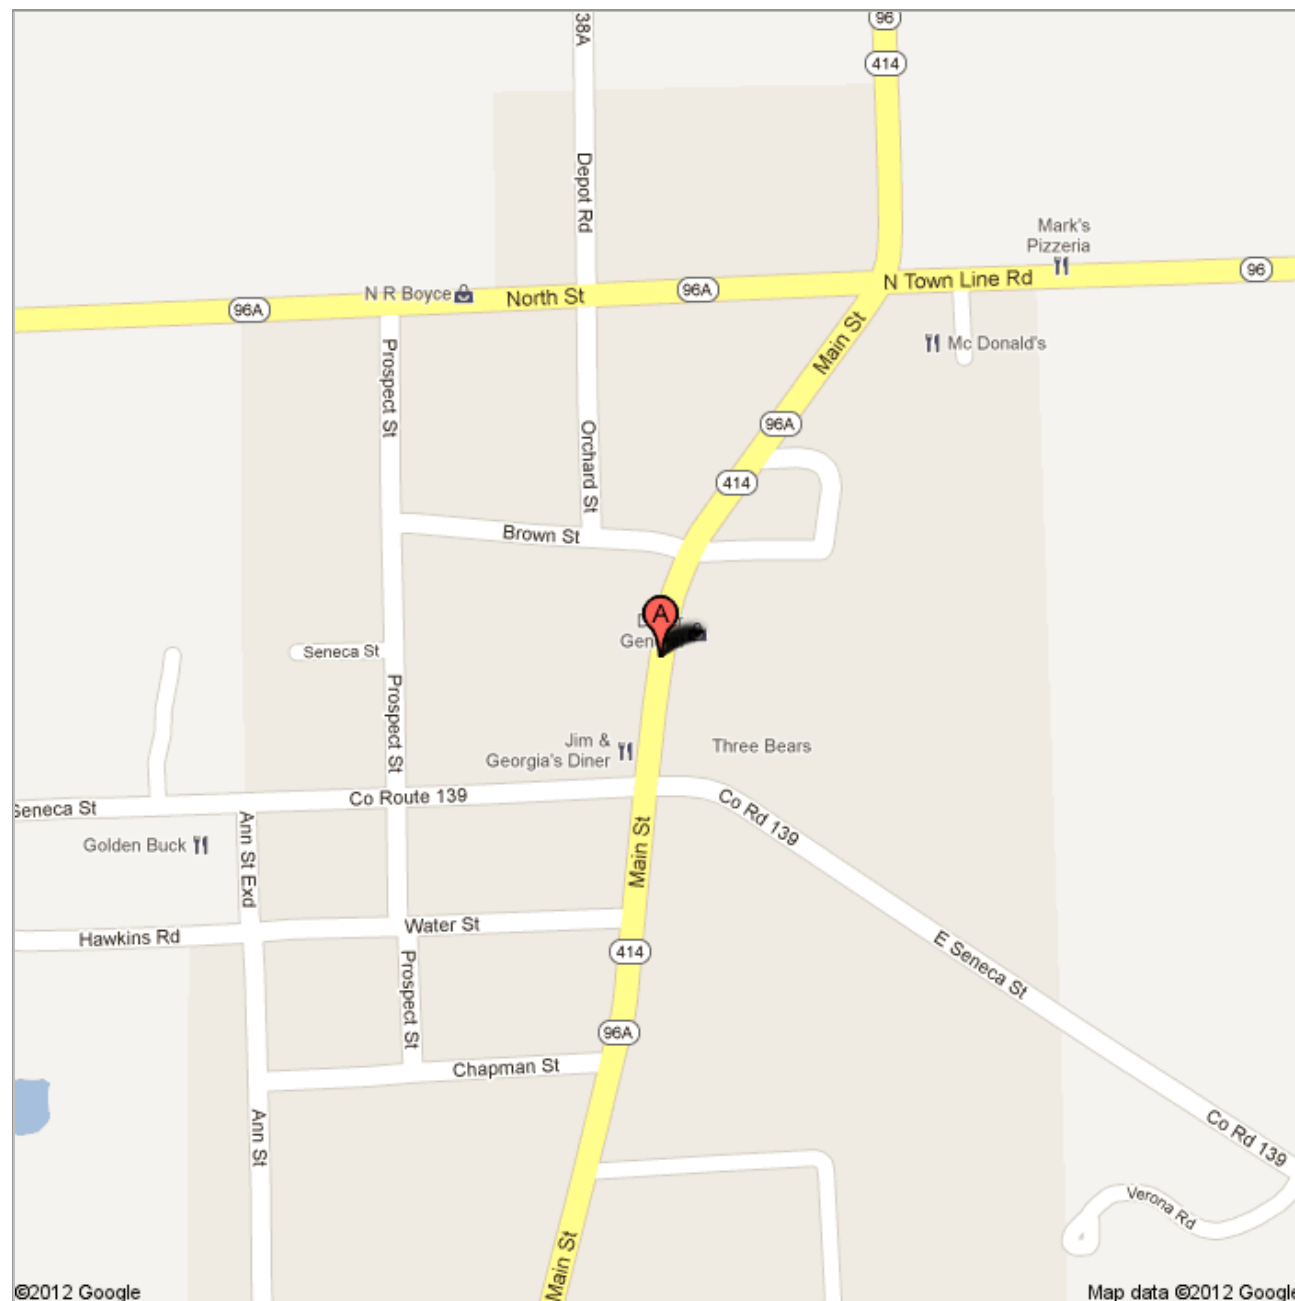 38A
96
414
Depot Rd
Mark's
Pizzeria
96
N Town Line Rd
96A
N R Boyce
North St
96A
Main St
Mc Donald's
Prospect St
96A
Orchard St
414
Brown St
A
Seneca St
Prospect St
Jim &
Georgia's Diner
Three Bears
Co Route 139
Co Rd 139
Seneca St
Golden Buck
Ann St Exd
Main St
Water St
Hawkins Rd
414
E Seneca St
Prospect St
96A
Chapman St
Ann St
Co Rd 139
Verona Rd
Main St
©2012 Google
Map data ©2012 Google